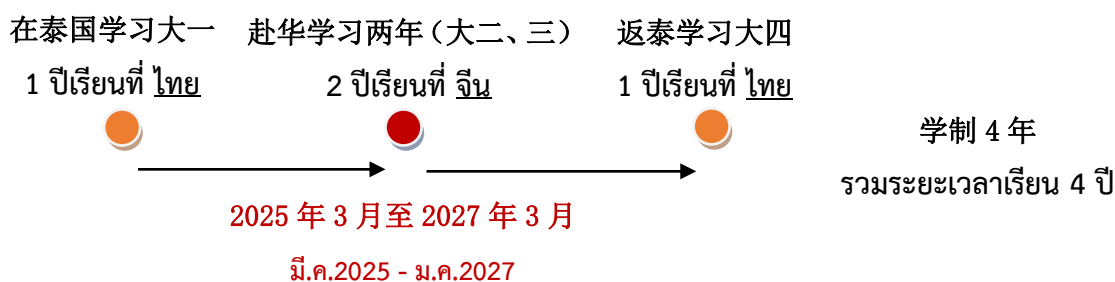 在泰国学习大一
1 ปีเรียนที่ ไทย
赴华学习两年（大二、三）
2 ปีเรียนที่ จีน
返泰学习大四
1 ปีเรียนที่ ไทย
学制 4 年
รวมระยะเวลาเรียน 4 ปี
2025 年 3 月至 2027 年 3 月
มี.ค.2025 - ม.ค.2027